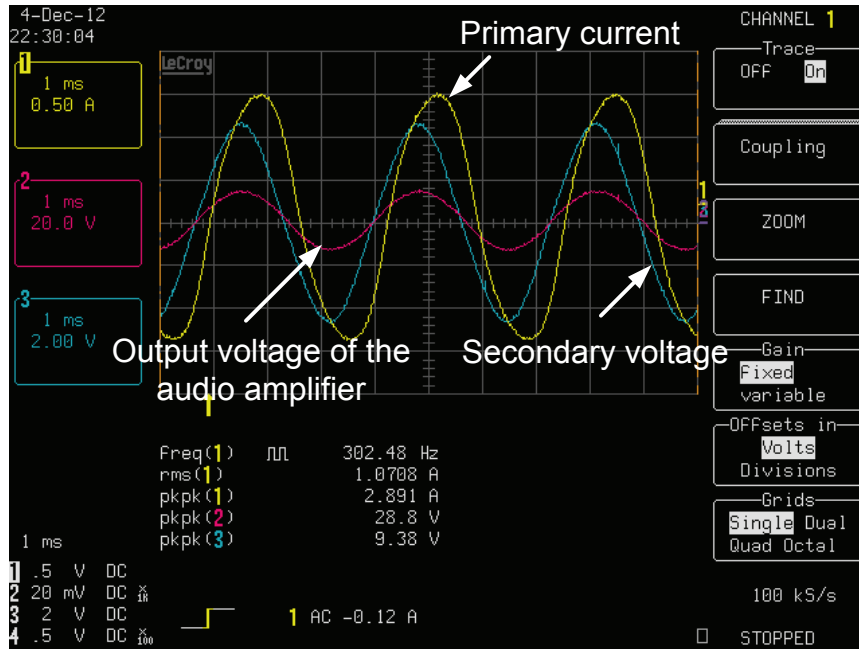 4-Dec-12
22:30:04
1
1 ms
0.50 A
2
1 ms
20.0 V
3
1 ms
2.00 V
LeCroy
Primary current
Output voltage of the
audio amplifier
Secondary voltage
1
Freq(1) 302.48 Hz
rms(1) 1.0708 A
pkpk(1) 2.891 A
pkpk(2) 28.8 V
pkpk(3) 9.38 V
1 ms
1 .5 V DC
2 20 mV DC X 1K
3 2 V DC
4 .5 V DC X 100
1 AC -0.12 A
CHANNEL 1
Trace
OFF On
Coupling
ZOOM
FIND
Gain
Fixed
variable
OFFsets in
Volts
Divisions
Grids
Single Dual
Quad Octal
100 kS/s
STOPPED